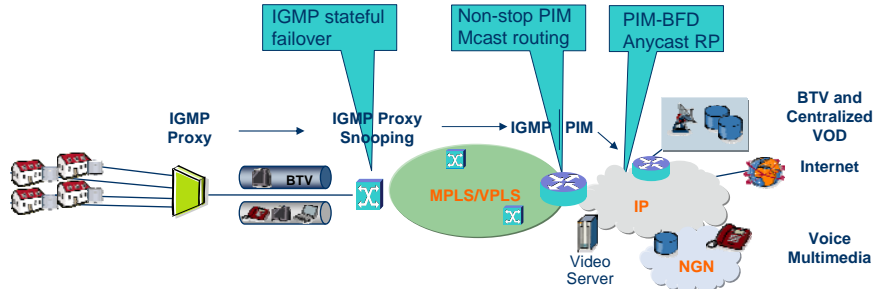 IGMP stateful
failover
Non-stop PIM
Mcast routing
PIM-BFD
Anycast RP
IGMP
Proxy
IGMP Proxy
Snooping
IGMP PIM
BTV and
Centralized
VOD
Internet
BTV
MPLS/VPLS
IP
Video
Server
NGN
Voice
Multimedia